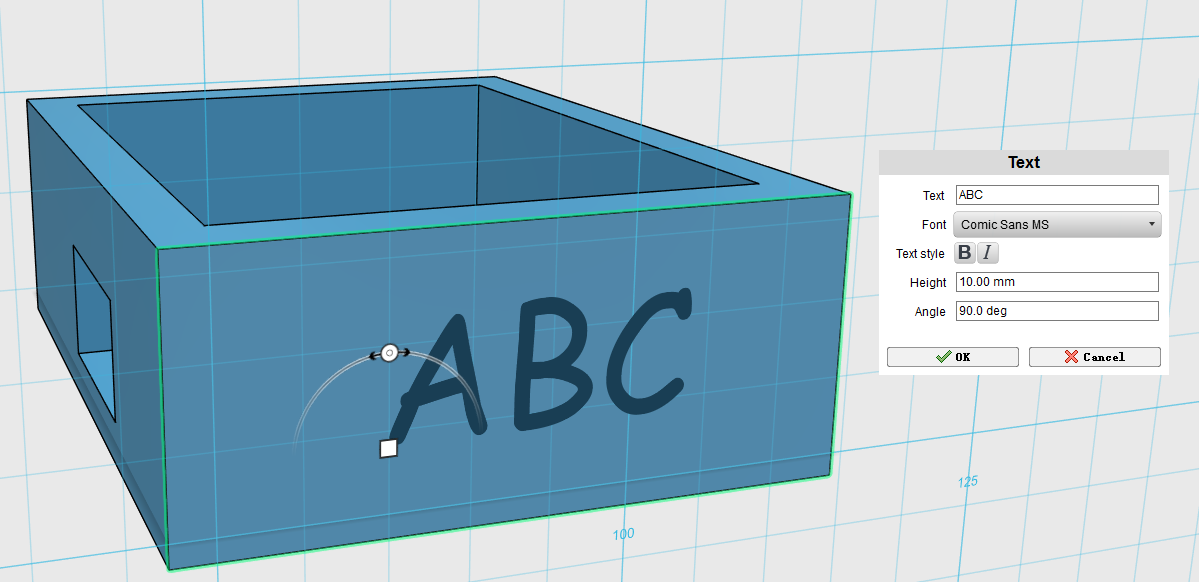 Text
Text ABC
Font Comic Sans MS
Text style B I
Height 10.00 mm
Angle 90.0 deg
OK Cancel
ABC
125
100